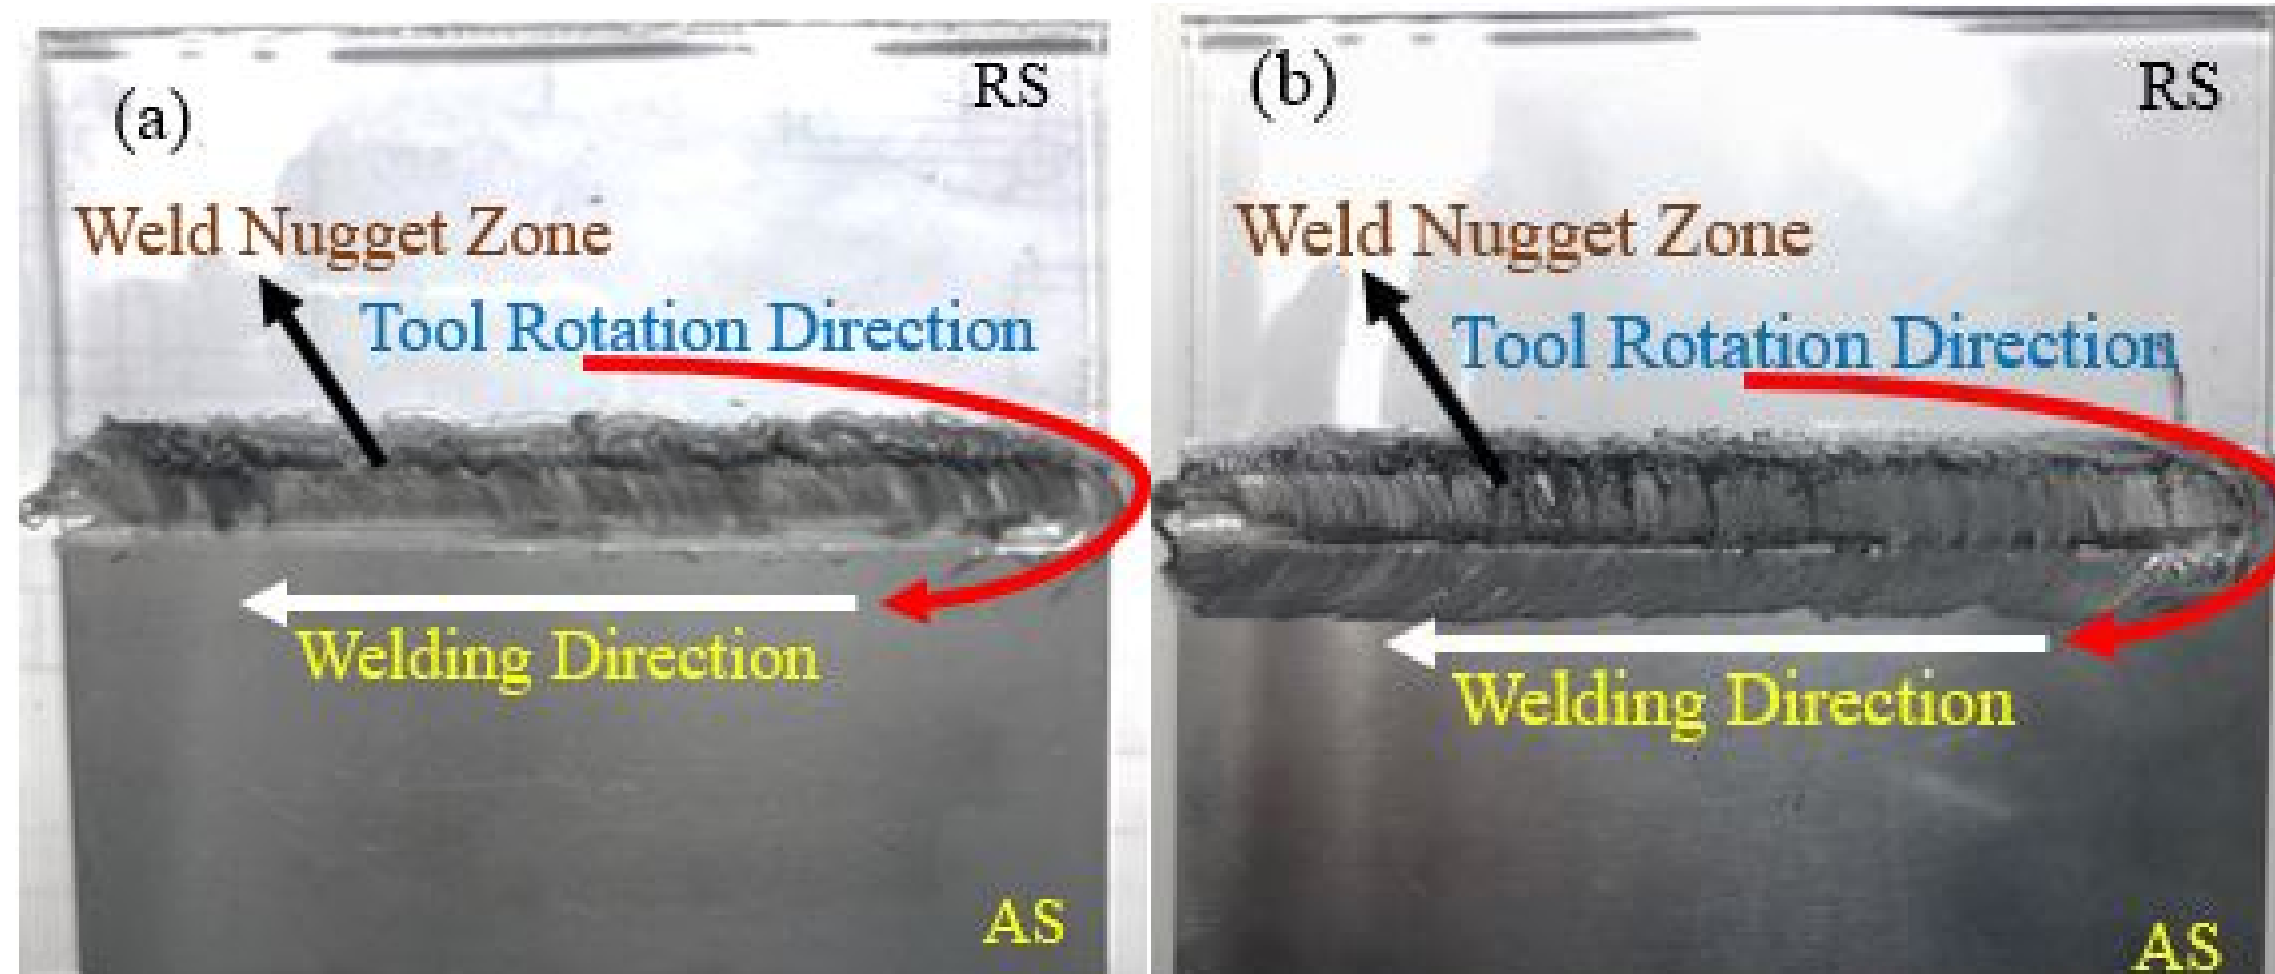 (a)
RS
Weld Nugget Zone
Tool Rotation Direction
Welding Direction
AS
(b)
RS
Weld Nugget Zone
Tool Rotation Direction
Welding Direction
AS